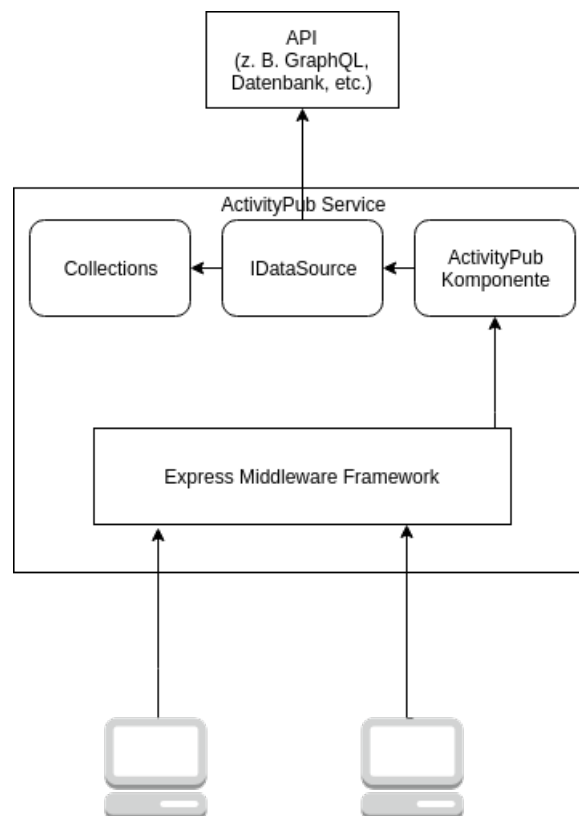 API
(z. B. GraphQL,
Datenbank, etc.)
ActivityPub Service
Collections
IDataSource
ActivityPub
Komponente
Express Middleware Framework